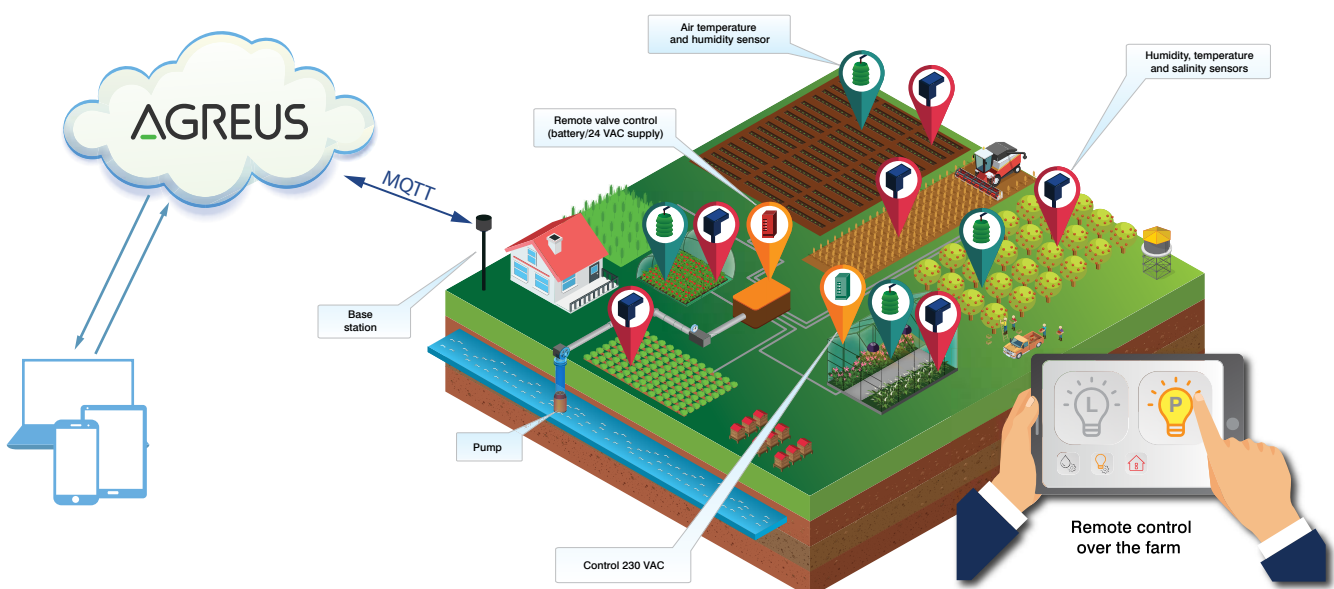 Air temperature
and humidity sensor
Humidity, temperature
and salinity sensors
AGREUS
Remote valve control
(battery/24 VAC supply)
MQTT
Base
station
Pump
L
P
Control 230 VAC
Remote control
over the farm